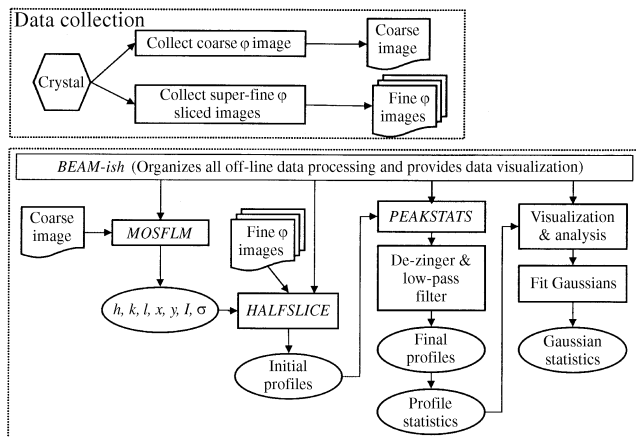 Data collection
Crystal
Collect coarse φ image
Coarse
image
Collect super-fine φ
sliced images
Fine φ
images
BEAM-ish (Organizes all off-line data processing and provides data visualization)
Coarse
image
MOSFLM
h, k, l, x, y, I, σ
Fine φ
images
HALFSLICE
Initial
profiles
PEAKSTATS
De-zinger &
low-pass
filter
Final
profiles
Profile
statistics
Visualization
& analysis
Fit Gaussians
Gaussian
statistics